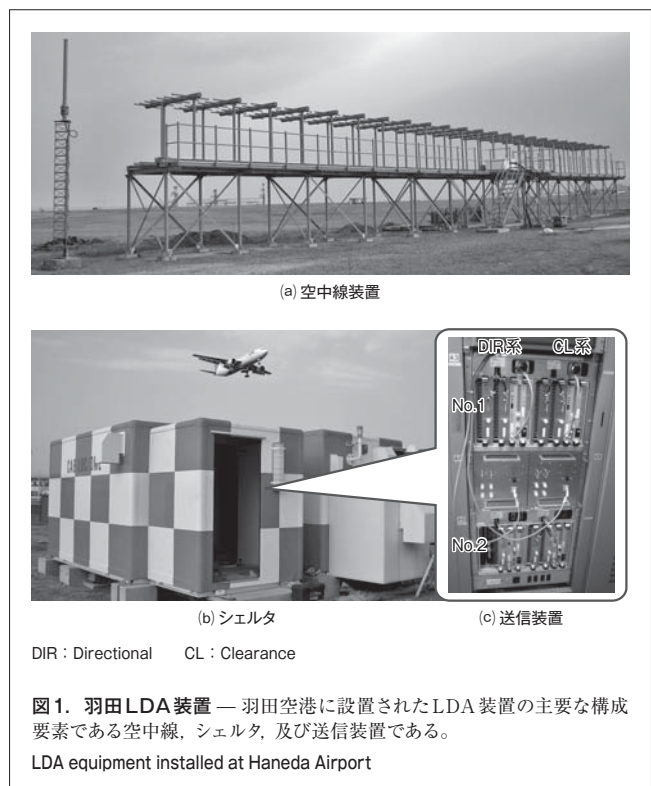 (a) 空中線装置
DIR系 CL系
No.1
No.2
(b) シェルタ
(c) 送信装置
DIR:Directional CL:Clearance
図1. 羽田LDA装置 — 羽田空港に設置されたLDA装置の主要な構成
要素である空中線, シェルタ, 及び送信装置である。
LDA equipment installed at Haneda Airport